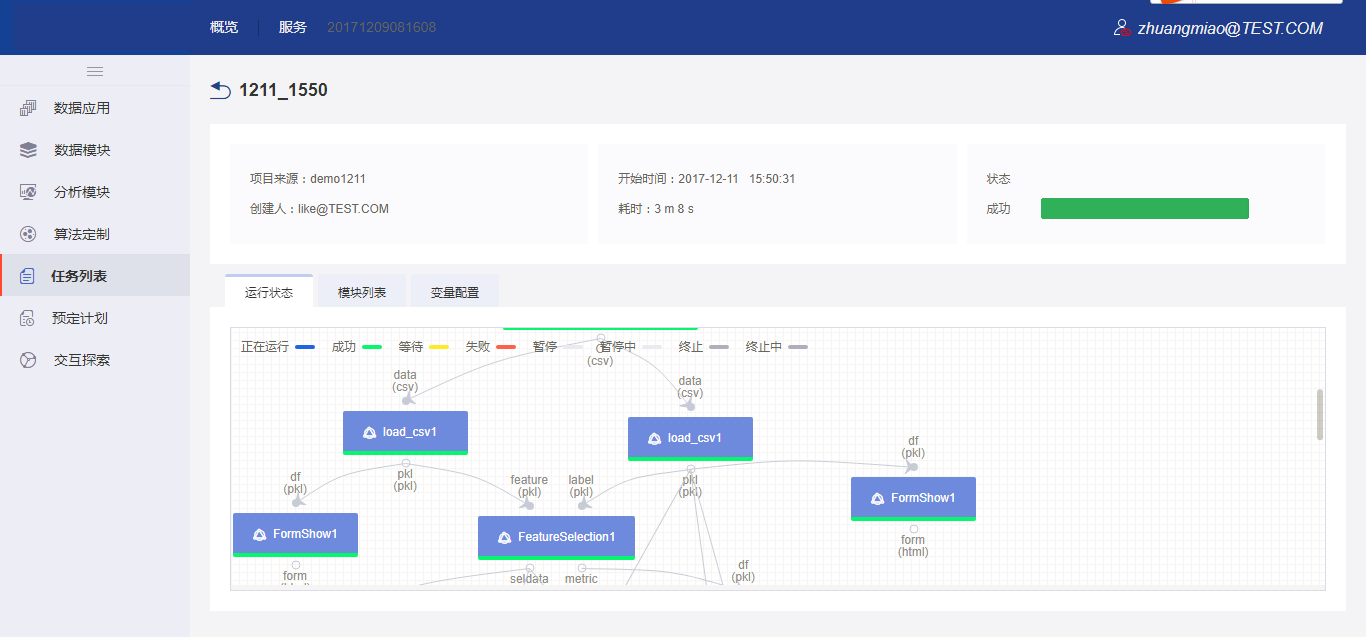 概览 服务 20171209081608 zhuangmiao@TEST.COM
数据应用
数据模块
分析模块
算法定制
任务列表
预定计划
交互探索
1211_1550
项目来源：demo1211
创建人：like@TEST.COM
开始时间：2017-12-11 15:50:31
耗时：3 m 8 s
状态
成功
运行状态 模块列表 变量配置
正在运行 成功 等待 失败 暂停 暂停中 终止 终止中
(csv)
data
(csv)
data
(csv)
load_csv1
load_csv1
df
(pkl)
pkl
(pkl)
feature
(pkl)
label
(pkl)
pkl
(pkl)
df
(pkl)
FormShow1
FormShow1
FeatureSelection1
form
(html)
form
seldata
metric
df
(pkl)